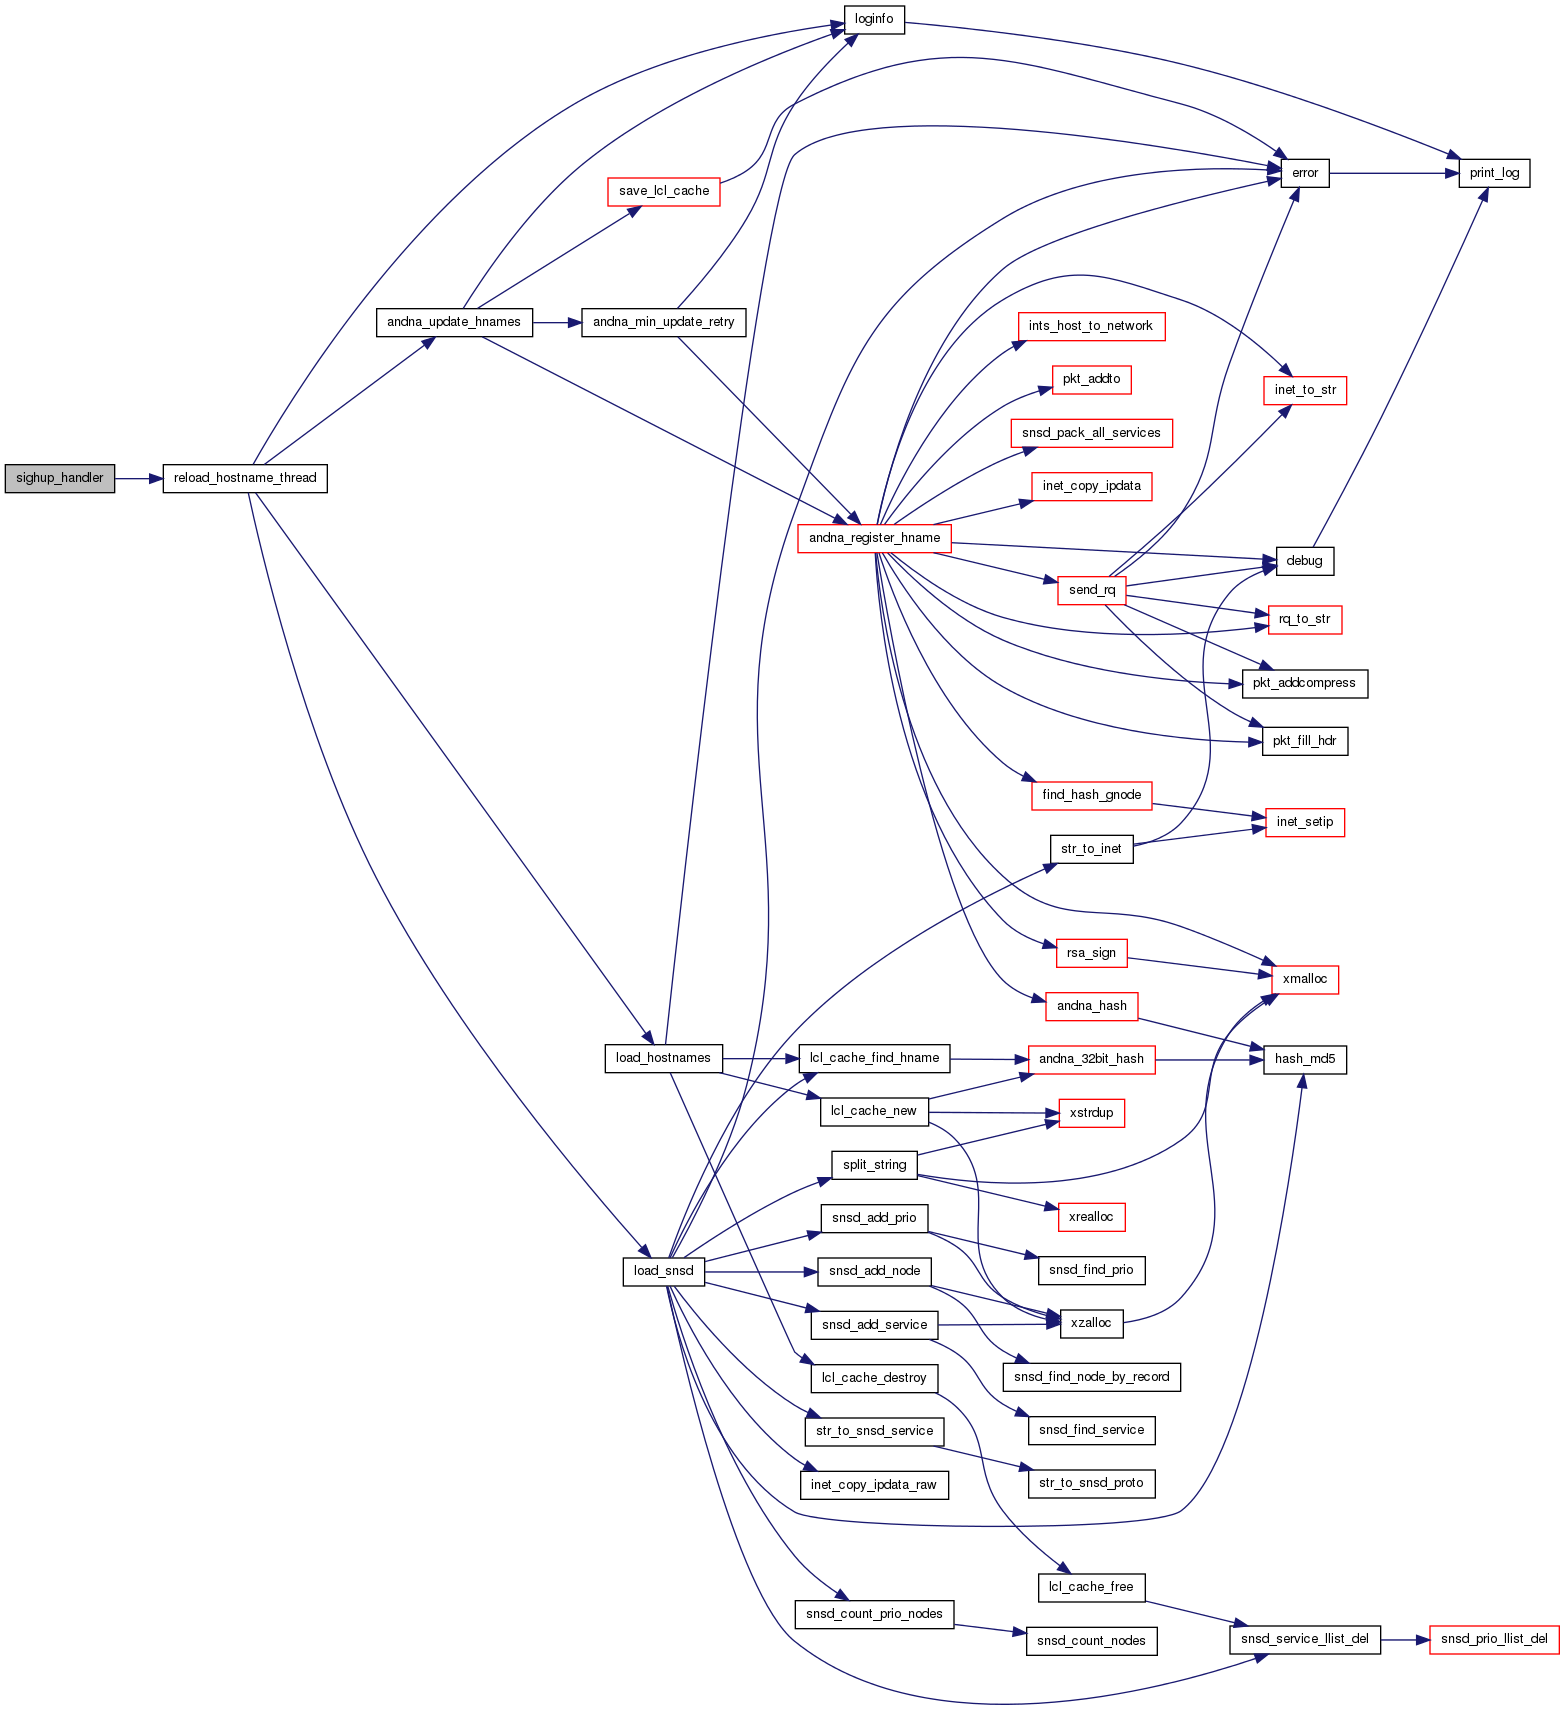 loginfo
error
print_log
save_lcl_cache
andna_update_hnames
andna_min_update_retry
ints_host_to_network
pkt_addto
inet_to_str
snsd_pack_all_services
sighup_handler
reload_hostname_thread
inet_copy_ipdata
andna_register_hname
debug
send_rq
rq_to_str
pkt_addcompress
pkt_fill_hdr
find_hash_gnode
inet_setip
str_to_inet
rsa_sign
xmalloc
andna_hash
load_hostnames
lcl_cache_find_hname
andna_32bit_hash
hash_md5
lcl_cache_new
xstrdup
split_string
snsd_add_prio
xrealloc
load_snsd
snsd_add_node
snsd_find_prio
snsd_add_service
xzalloc
lcl_cache_destroy
snsd_find_node_by_record
str_to_snsd_service
snsd_find_service
inet_copy_ipdata_raw
str_to_snsd_proto
lcl_cache_free
snsd_count_prio_nodes
snsd_count_nodes
snsd_service_llist_del
snsd_prio_llist_del